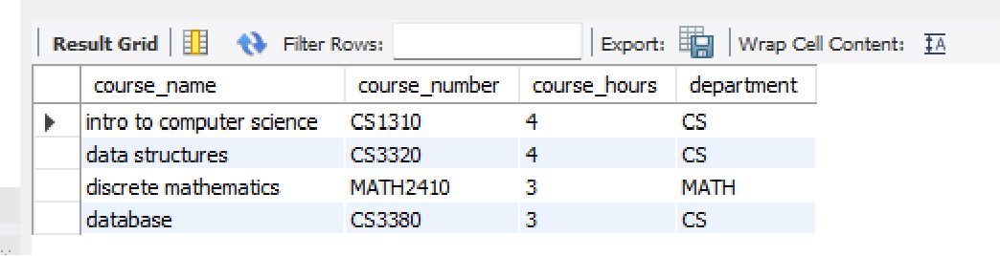 Result Grid Filter Rows: Export: Wrap Cell Content: IA
course_name course_number course_hours department
intro to computer science CS1310 4 CS
data structures CS3320 4 CS
discrete mathematics MATH2410 3 MATH
database CS3380 3 CS